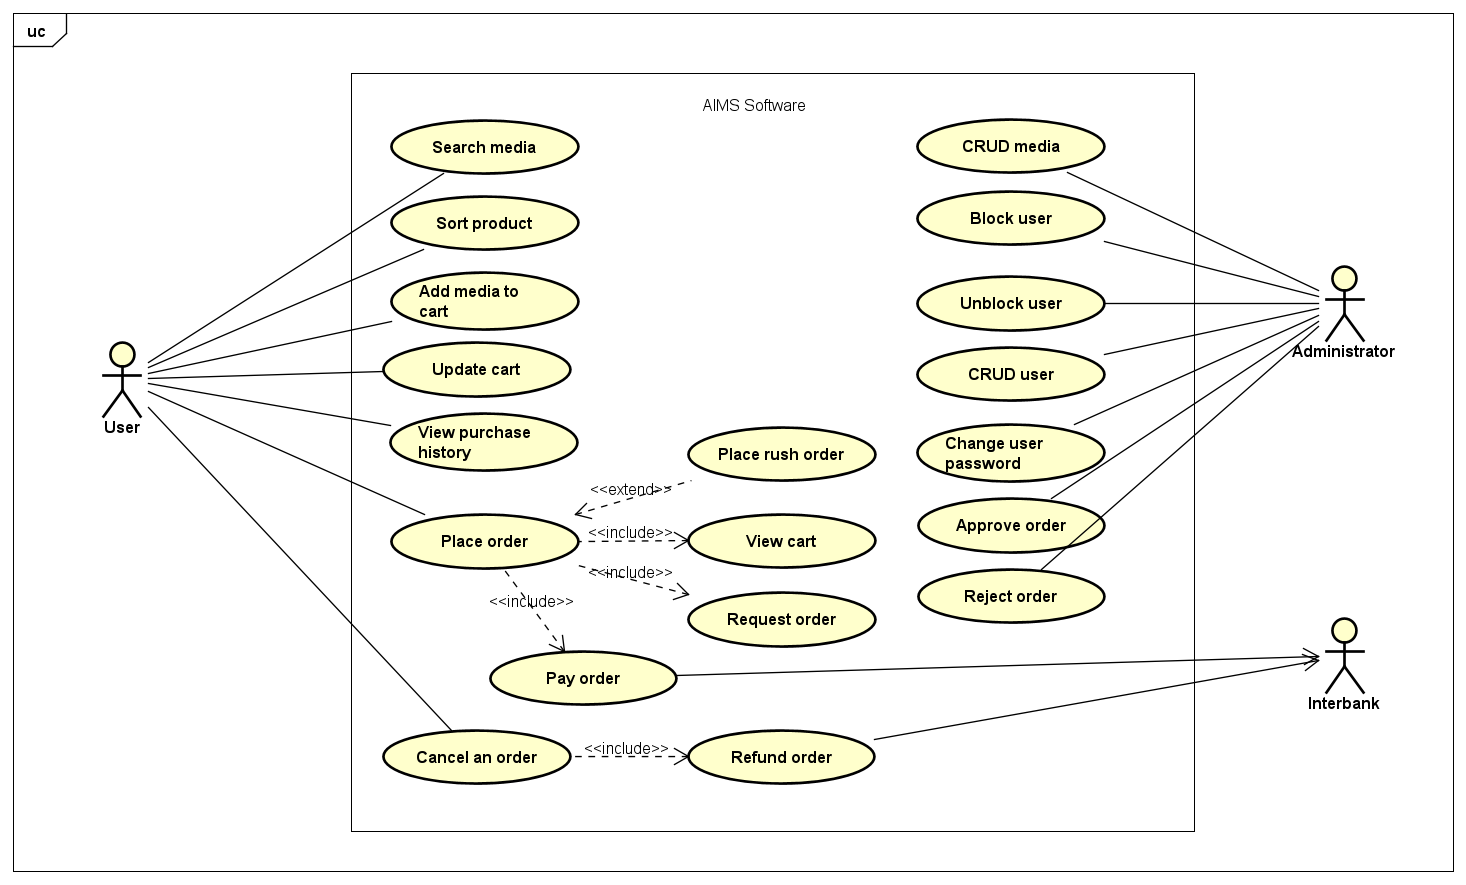 uc
AIMS Software
Search media
CRUD media
Sort product
Block user
Add media to
cart
Unblock user
Update cart
CRUD user
View purchase
history
Change user
password
Place rush order
<<extend>>
Place order
<<include>>
View cart
Approve order
<<include>>
<<include>>
Request order
Reject order
Pay order
Cancel an order
<<include>>
Refund order
User
Administrator
Interbank